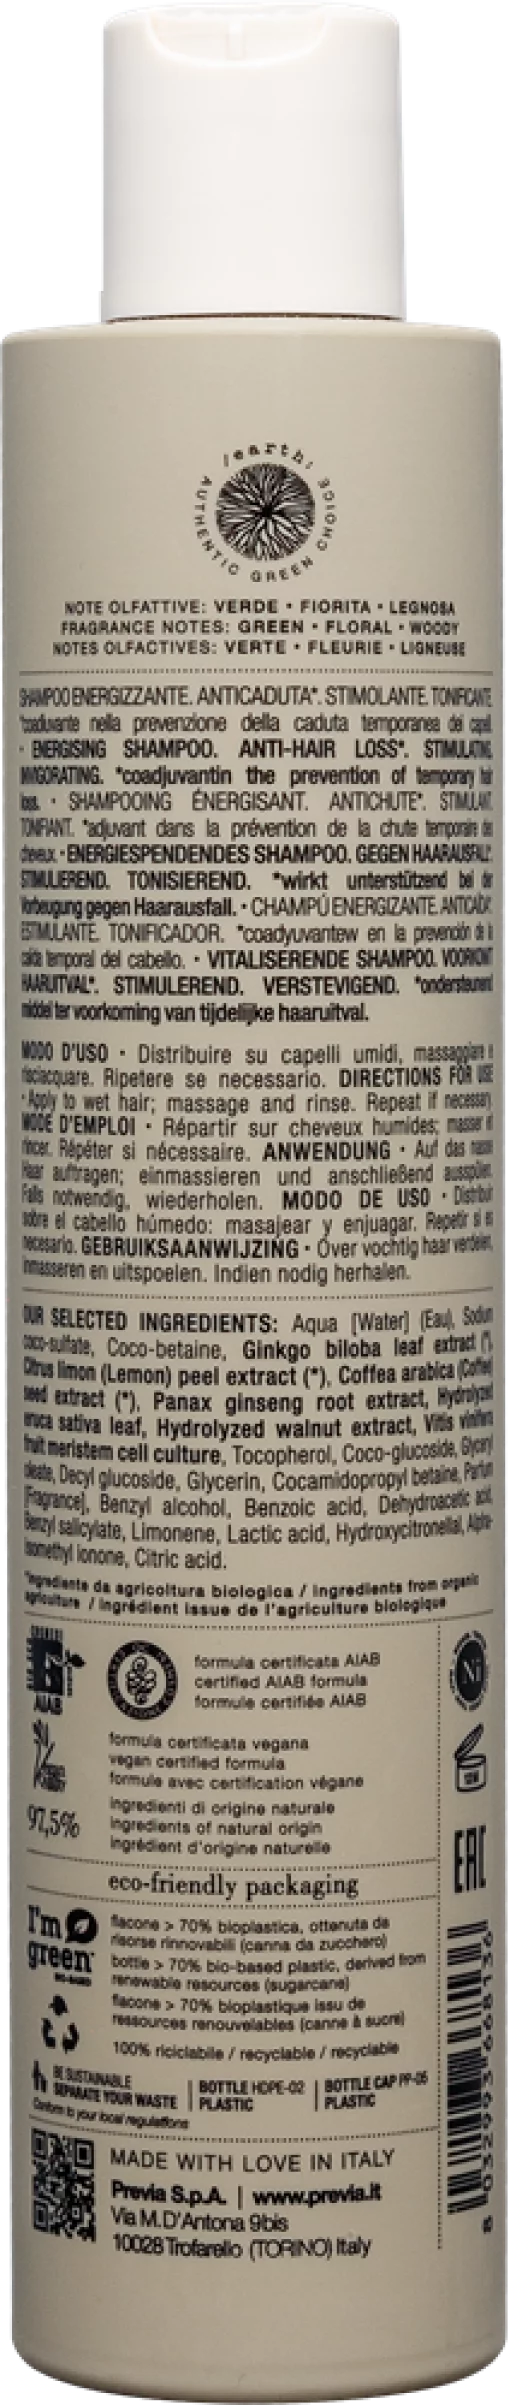 /earth/
AUTHENTIC GREEN CHOICE
NOTE OLFATTIVE: VERDE • FIORITA • LEGNOSA
FRAGRANCE NOTES: GREEN • FLORAL • WOODY
NOTES OLFACTIVES: VERTE • FLEURIE • LIGNEUSE
SHAMPOO ENERGIZZANTE. ANTICADUTA*. STIMOLANTE. TONIFICANTE.
*coadiuvante nella prevenzione della caduta temporanea dei capelli.
• ENERGISING SHAMPOO. ANTI-HAIR LOSS*. STIMULATING.
INVIGORATING. *coadjuvantin the prevention of temporary hair
loss. • SHAMPOOING ÉNERGISANT. ANTICHUTE*. STIMULANT.
TONIFIANT. *adjuvant dans la prévention de la chute temporaire des
cheveux. • ENERGIESPENDENDES SHAMPOO. GEGEN HAARAUSFALL*.
STIMULIEREND. TONISIEREND. *wirkt unterstützend bei der
Vorbeugung gegen Haarausfall. • CHAMPÚ ENERGIZANTE. ANTICAÍDA*.
ESTIMULANTE. TONIFICADOR. *coadyuvantew en la prevención de la
caída temporal del cabello. • VITALISERENDE SHAMPOO. VOORKOMT
HAARUITVAL*. STIMULEREND. VERSTEVIGEND. *ondersteunend
middel ter voorkoming van tijdelijke haaruitval.
MODO D'USO • Distribuire su capelli umidi, massaggiare e
risciacquare. Ripetere se necessario. DIRECTIONS FOR USE
• Apply to wet hair; massage and rinse. Repeat if necessary.
MODE D'EMPLOI • Répartir sur cheveux humides; masser et
rincer. Répéter si nécessaire. ANWENDUNG • Auf das nasse
Haar auftragen; einmassieren und anschließend ausspülen.
Falls notwendig, wiederholen. MODO DE USO • Distribuir
sobre el cabello húmedo: masajear y enjuagar. Repetir si es
necesario. GEBRUIKSAANWIJZING • Over vochtig haar verdelen,
inmasseren en uitspoelen. Indien nodig herhalen.
OUR SELECTED INGREDIENTS: Aqua [Water] (Eau), Sodium
coco-sulfate, Coco-betaine, Ginkgo biloba leaf extract (*),
Citrus limon (Lemon) peel extract (*), Coffea arabica (Coffee)
seed extract (*), Panax ginseng root extract, Hydrolyzed
eruca sativa leaf, Hydrolyzed walnut extract, Vitis vinifera
fruit meristem cell culture, Tocopherol, Coco-glucoside, Glyceryl
oleate, Decyl glucoside, Glycerin, Cocamidopropyl betaine, Parfum
[Fragrance], Benzyl alcohol, Benzoic acid, Dehydroacetic acid,
Benzyl salicylate, Limonene, Lactic acid, Hydroxycitronellal, Alpha-
isomethyl ionone, Citric acid.
*ingrediente da agricoltura biologica / ingredients from organic
agriculture / ingrédient issue de l'agriculture biologique
AIAB
formula certificata AIAB
certified AIAB formula
formule certifiée AIAB
Ni
formula certificata vegana
vegan certified formula
formule avec certification végane
12M
97,5%
ingredienti di origine naturale
ingredients of natural origin
ingrédient d'origine naturelle
EAC
eco-friendly packaging
I'm
green
BIO-BASED
flacone > 70% bioplastica, ottenuta da
risorse rinnovabili (canna da zucchero)
bottle > 70% bio-based plastic, derived from
renewable resources (sugarcane)
flacone > 70% bioplastique issu de
ressources renouvelables (canne à sucre)
100% riciclabile / recyclable / recyclable
BE SUSTAINABLE
SEPARATE YOUR WASTE
Conform to your local regulations
BOTTLE HDPE-02
PLASTIC
BOTTLE CAP PP-05
PLASTIC
MADE WITH LOVE IN ITALY
Previa S.p.A. | www.previa.it
Via M.D'Antona 9bis
10028 Trofarello (TORINO) Italy
8 032993 668136